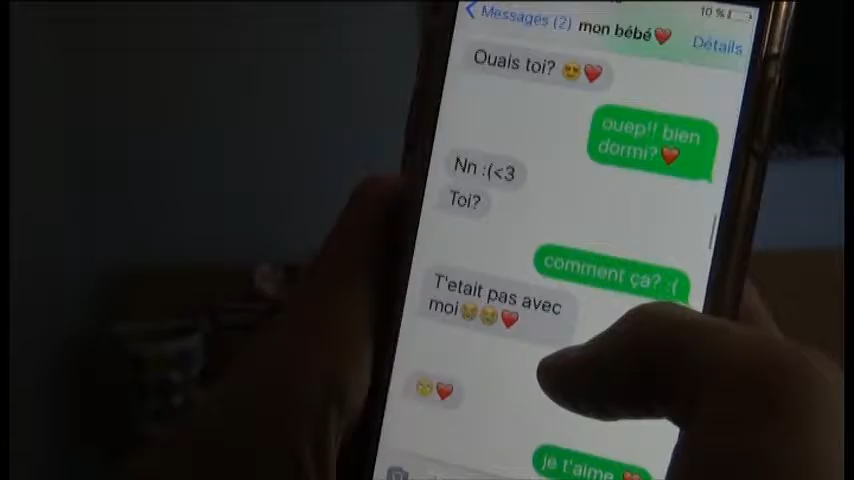 10 %
Messages (2) mon bébé❤️ Détails
Ouais toi? 😍❤️
ouep!! bien
dormi?❤️
Nn :(<3
Toi?
comment ça? :(
T'etait pas avec
moi😭😭❤️
😁❤️
je t'aime ❤️